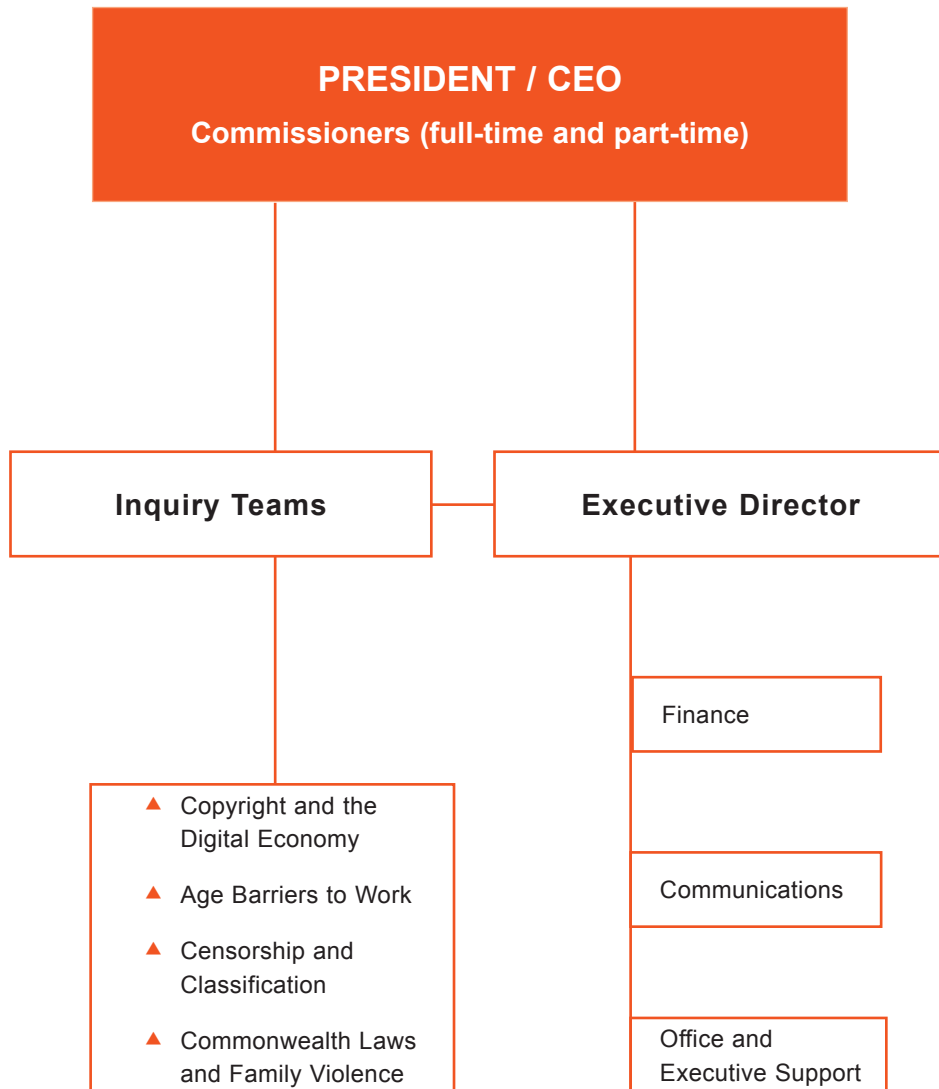 PRESIDENT / CEO
Commissioners (full-time and part-time)
Inquiry Teams
Executive Director
Finance
Copyright and the
Digital Economy
Age Barriers to Work
Communications
Censorship and
Classification
Commonwealth Laws
and Family Violence
Office and
Executive Support